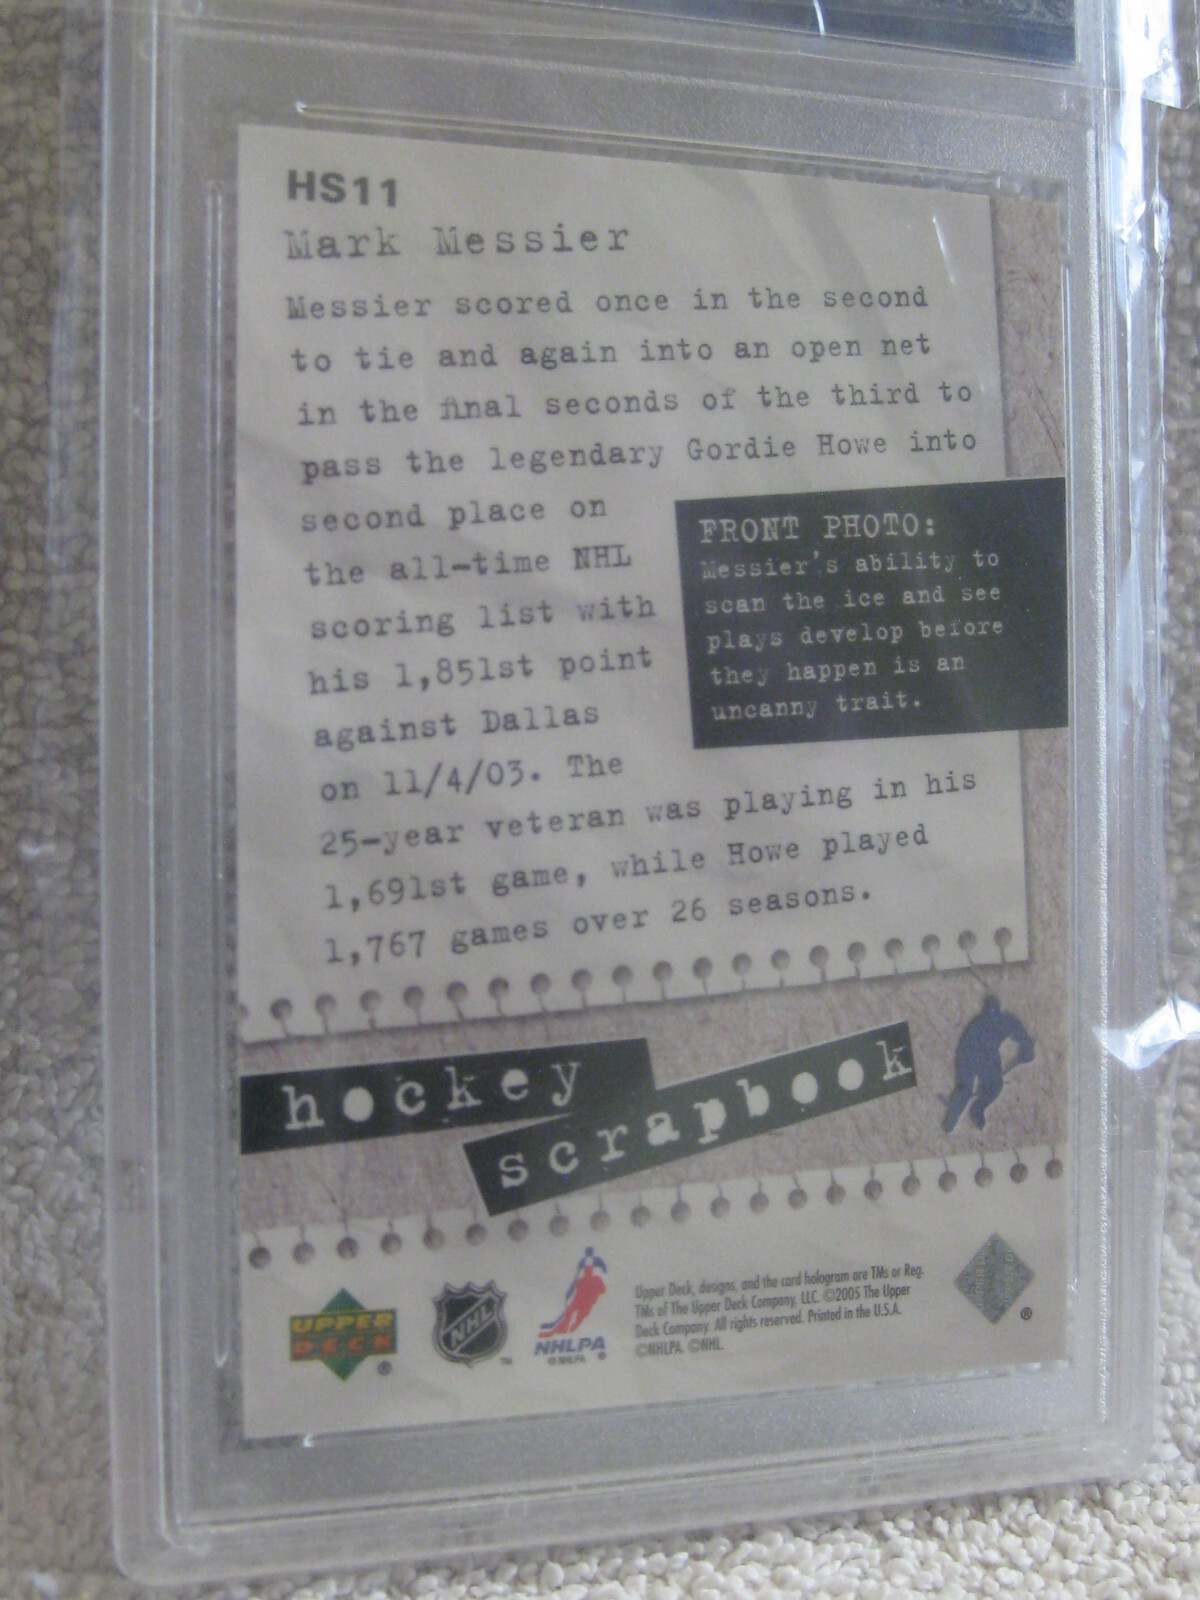 HS11
Mark Messier
Messier scored once in the second
to tie and again into an open net
in the final seconds of the third to
pass the legendary Gordie Howe into
second place on
the all-time NHL
scoring list with
his 1,851st point
against Dallas
on 11/4/03. The
25-year veteran was playing in his
1,691st game, while Howe played
1,767 games over 26 seasons.
FRONT PHOTO:
Messier's ability to
scan the ice and see
plays develop before
they happen is an
uncanny trait.
hockey
scrapbook
UPPER
DECK
®
NHL
™
NHLPA
© NHLPA ®
Upper Deck, designs, and the card hologram are TMs or Reg.
TMs of The Upper Deck Company, LLC. ©2005 The Upper
Deck Company. All rights reserved. Printed in the U.S.A.
©NHLPA. ©NHL.
®